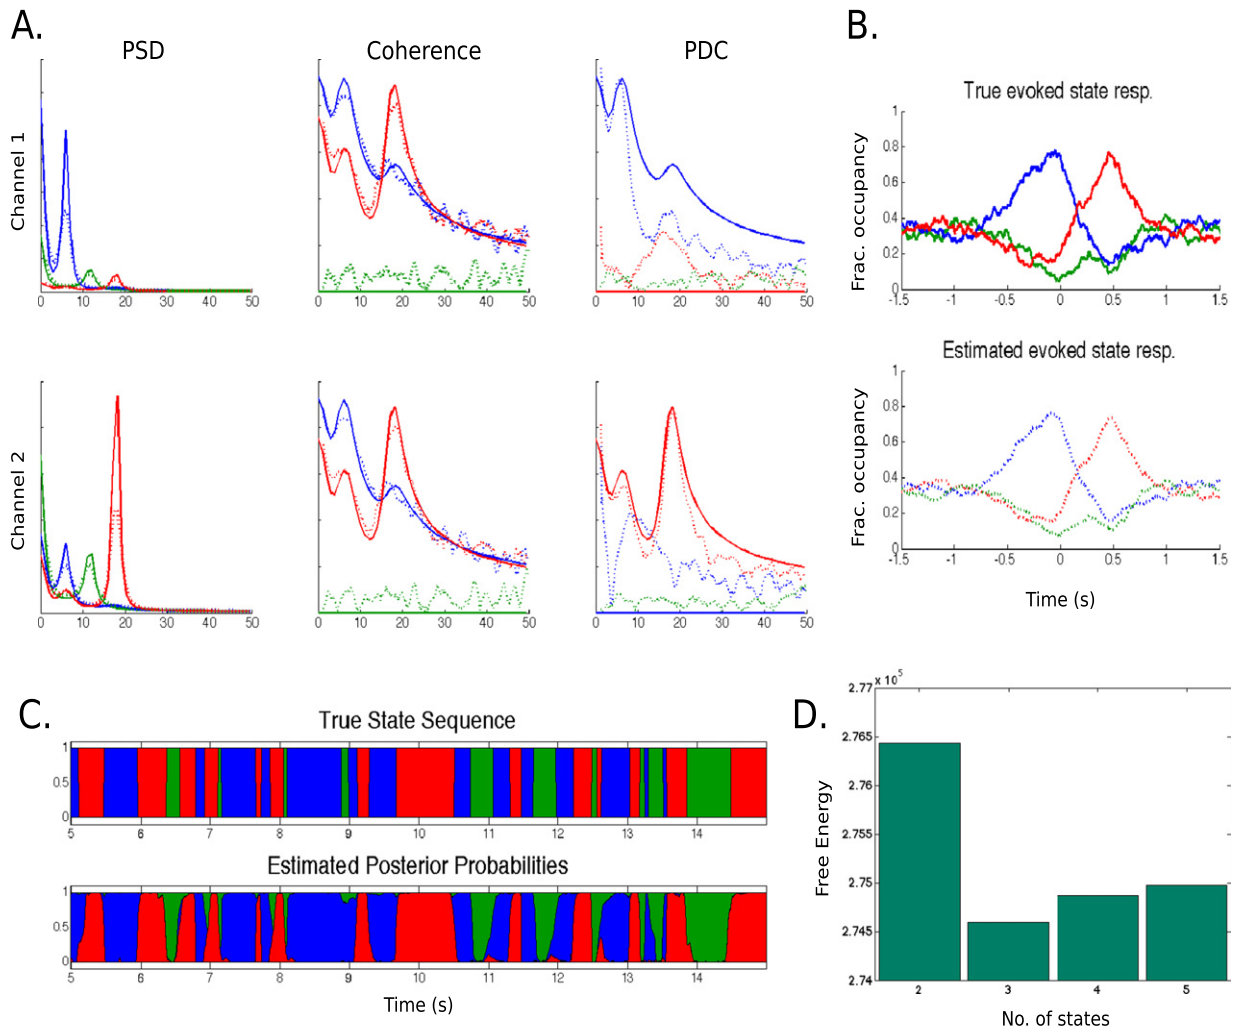 A.
PSD
Coherence
PDC
Channel 1
0 10 20 30 40 50
0 10 20 30 40 50
0 10 20 30 40 50
Channel 2
0 10 20 30 40 50
0 10 20 30 40 50
0 10 20 30 40 50
B.
True evoked state resp.
Frac. occupancy
1
0.8
0.6
0.4
0.2
0
-1.5 -1 -0.5 0 0.5 1 1.5
Estimated evoked state resp.
Frac. occupancy
1
0.8
0.6
0.4
0.2
0
-1.5 -1 -0.5 0 0.5 1 1.5
Time (s)
C.
True State Sequence
1
0.5
0
5 6 7 8 9 10 11 12 13 14
Estimated Posterior Probabilities
1
0.5
0
5 6 7 8 9 10 11 12 13 14
Time (s)
D.
x 10^5
Free Energy
2.77
2.765
2.76
2.755
2.75
2.745
2.74
2 3 4 5
No. of states